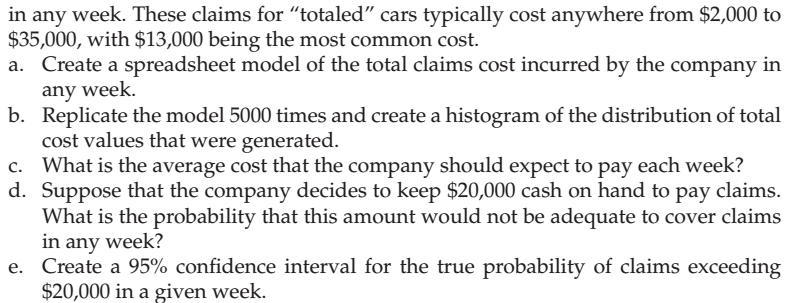 in any week. These claims for “totaled” cars typically cost anywhere from $2,000 to
$35,000, with $13,000 being the most common cost.
a. Create a spreadsheet model of the total claims cost incurred by the company in
any week.
b. Replicate the model 5000 times and create a histogram of the distribution of total
cost values that were generated.
c. What is the average cost that the company should expect to pay each week?
d. Suppose that the company decides to keep $20,000 cash on hand to pay claims.
What is the probability that this amount would not be adequate to cover claims
in any week?
e. Create a 95% confidence interval for the true probability of claims exceeding
$20,000 in a given week.